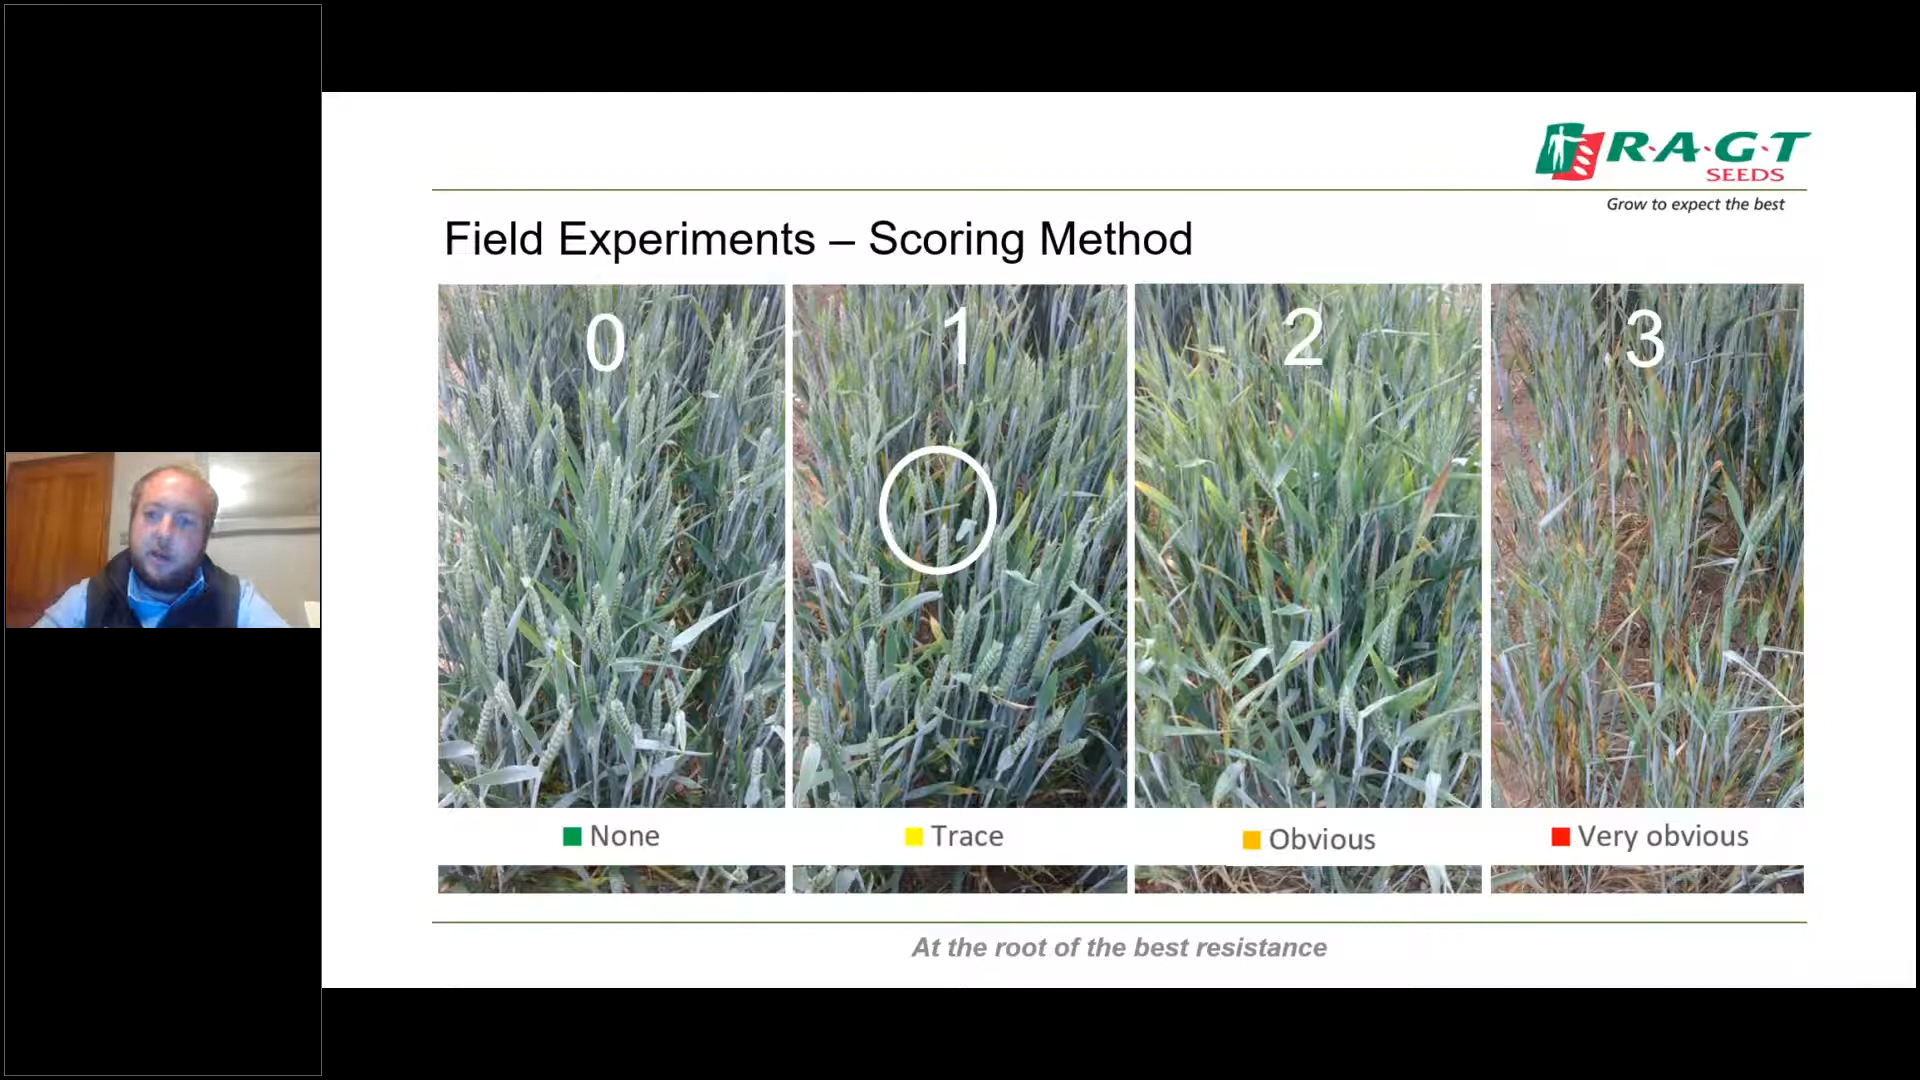 R·A·G·T
SEEDS
Grow to expect the best
Field Experiments – Scoring Method
0 1 2 3
None Trace Obvious Very obvious
At the root of the best resistance